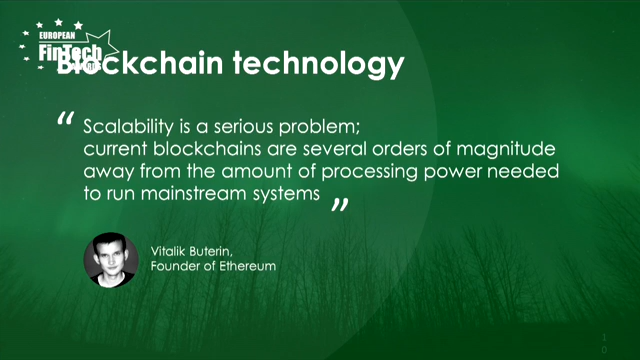 EUROPEAN
FinTech
AWARDS
Blockchain technology
“ Scalability is a serious problem;
current blockchains are several orders of magnitude
away from the amount of processing power needed
to run mainstream systems ”
Vitalik Buterin,
Founder of Ethereum